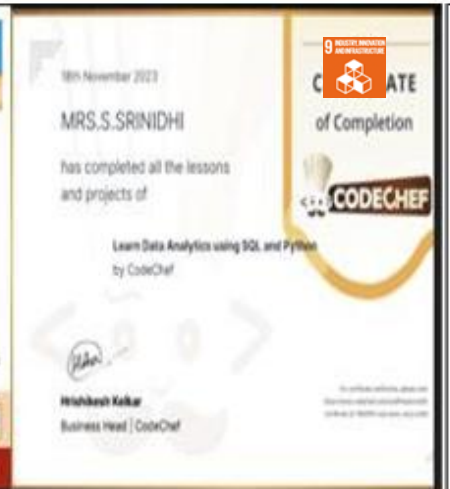 18th November 2023
MRS.S.SRINIDHI
has completed all the lessons
and projects of
Learn Data Analytics using SQL and Python
by CodeChef
Hrishikesh Kolkar
Business Head | CodeChef
9 INDUSTRY, INNOVATION
AND INFRASTRUCTURE
C ATE
of Completion
CODECHEF